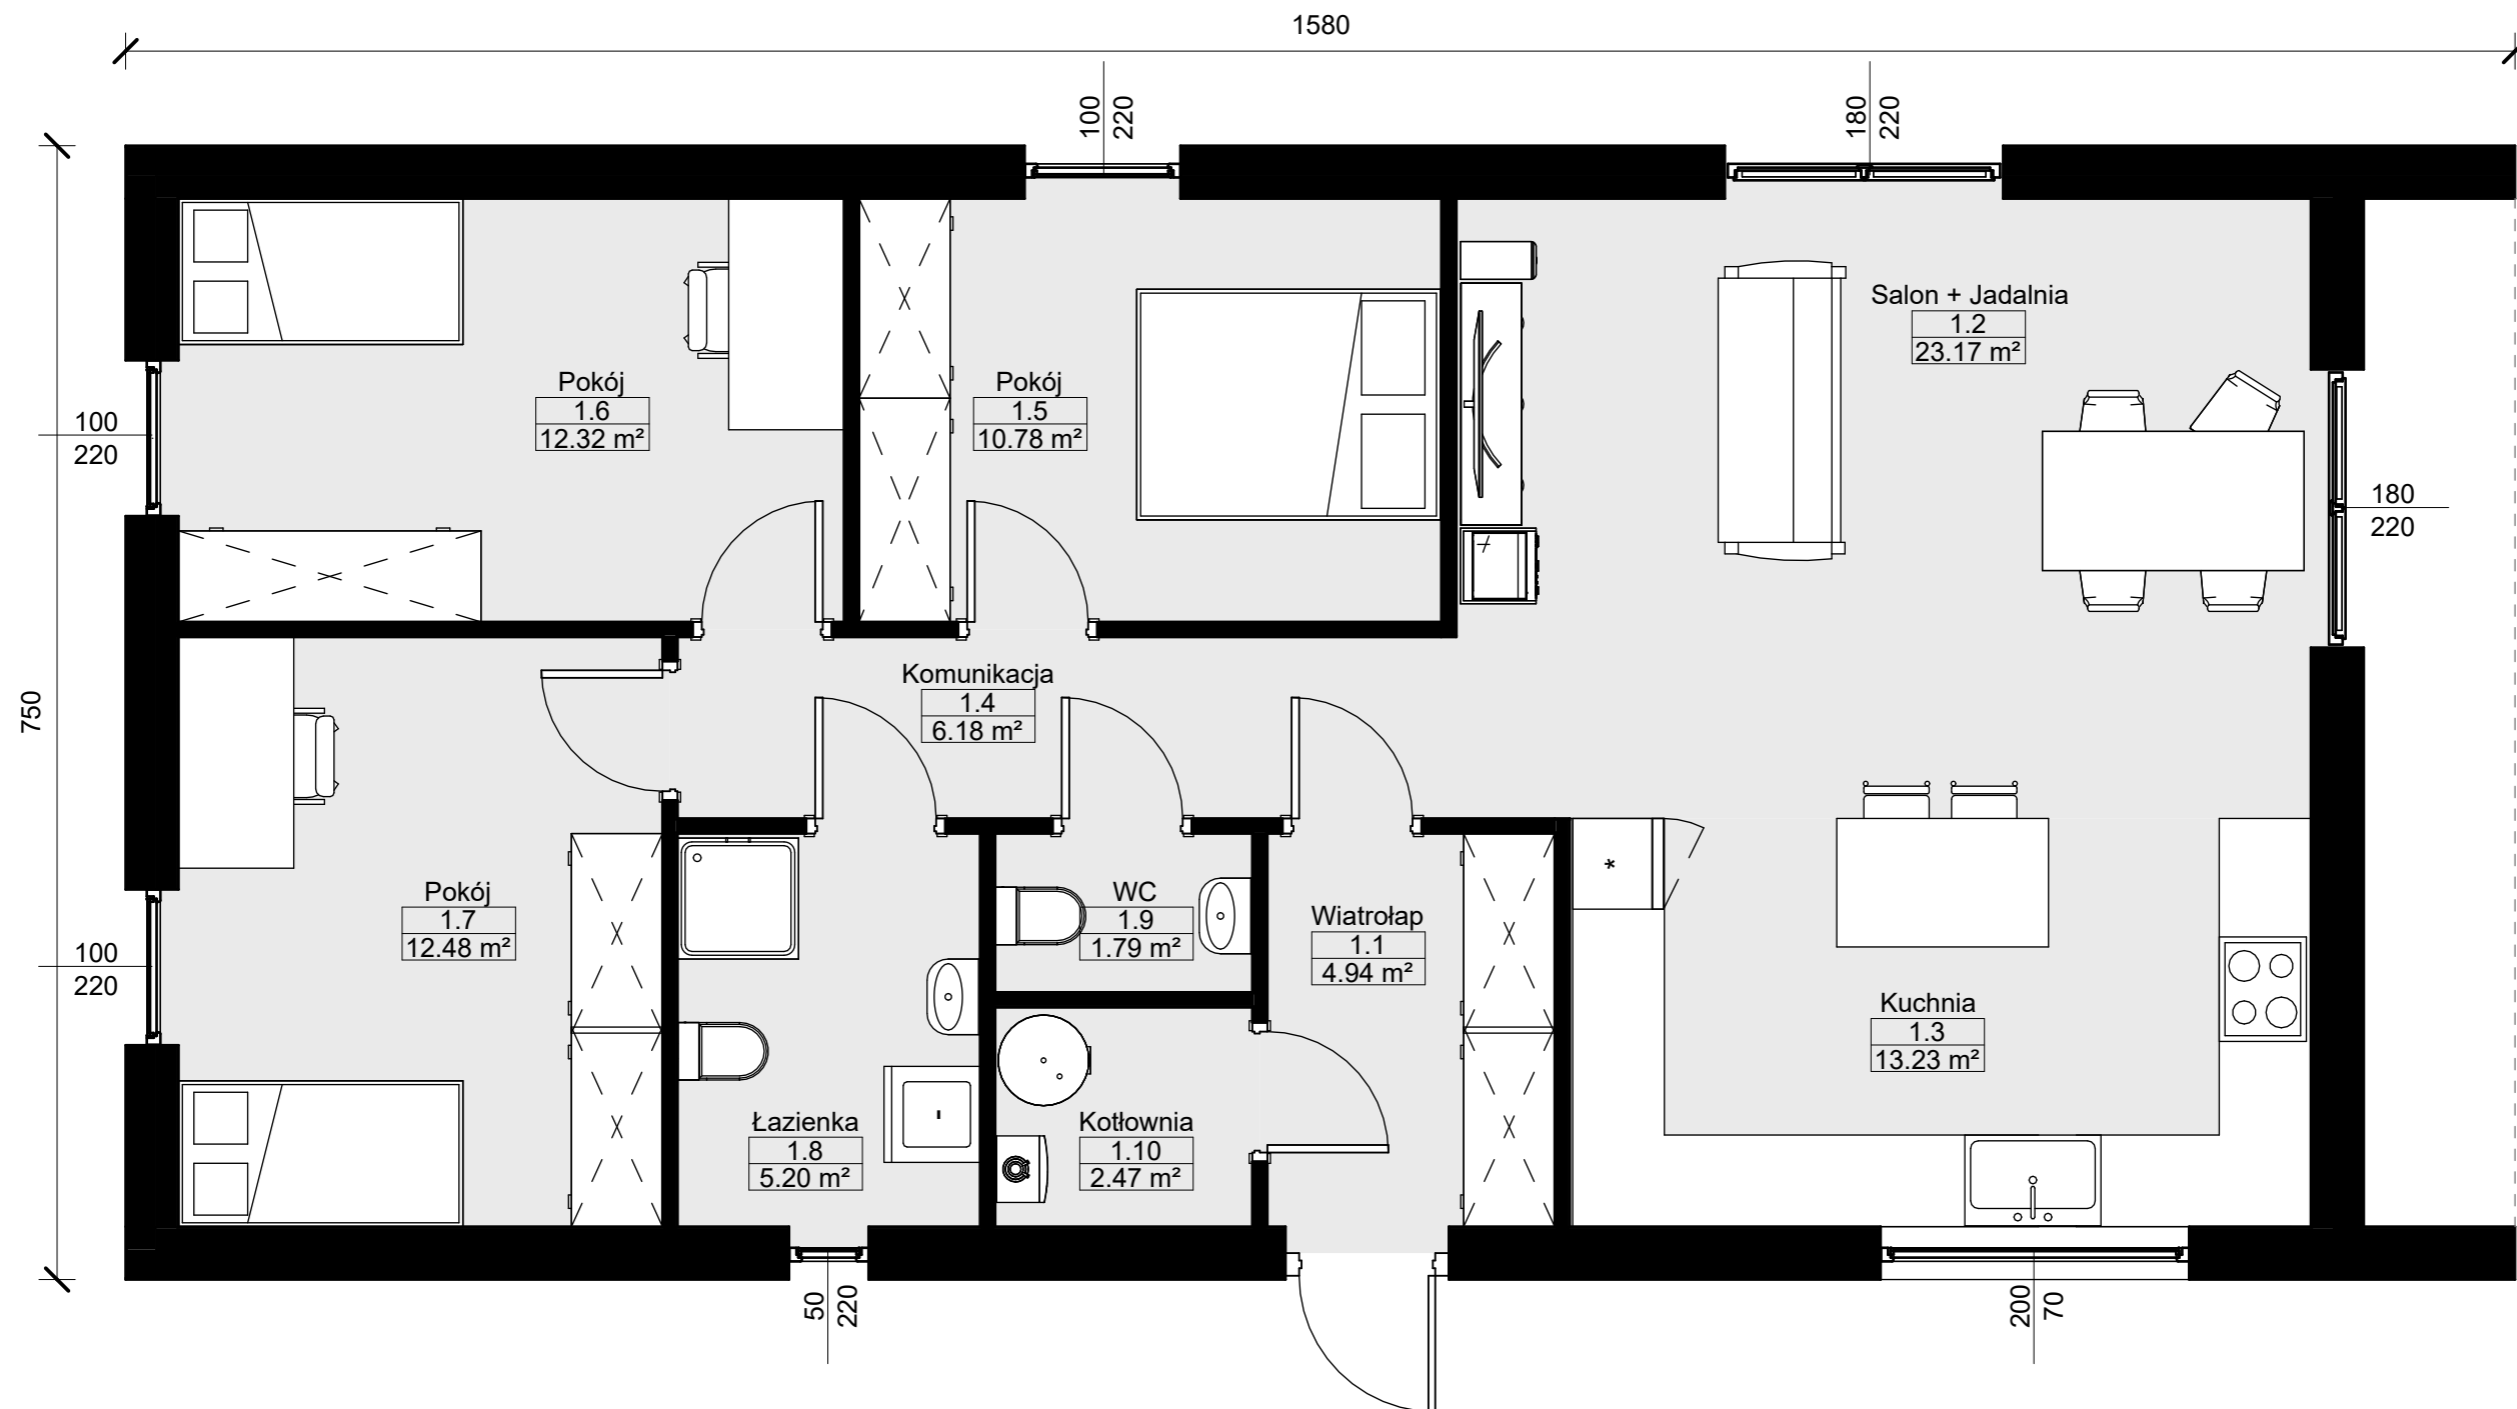 1580
100
220
180
220
Salon + Jadalnia
1.2
23.17 m²
Pokój
1.6
12.32 m²
Pokój
1.5
10.78 m²
100
220
180
220
750
Komunikacja
1.4
6.18 m²
Pokój
1.7
12.48 m²
WC
1.9
1.79 m²
Wiatrołap
1.1
4.94 m²
*
100
220
Kuchnia
1.3
13.23 m²
Łazienka
1.8
5.20 m²
Kotłownia
1.10
2.47 m²
50
220
200
70